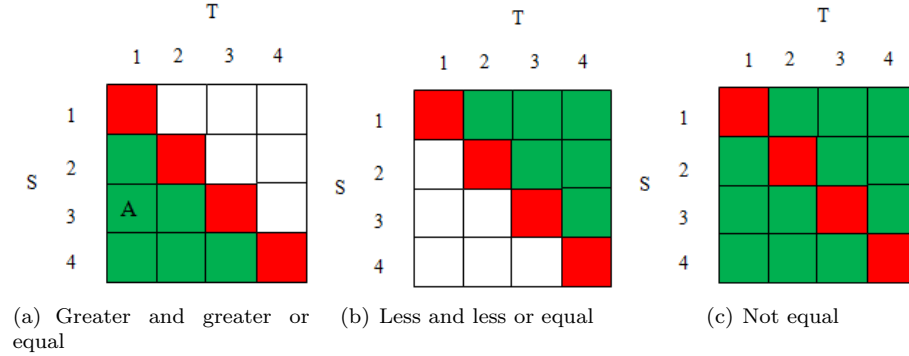 T
1 2 3 4
1
2
S
3
A
4
(a) Greater and greater or
equal
T
1 2 3 4
1
2
S
3
4
(b) Less and less or equal
T
1 2 3 4
1
2
S
3
4
(c) Not equal